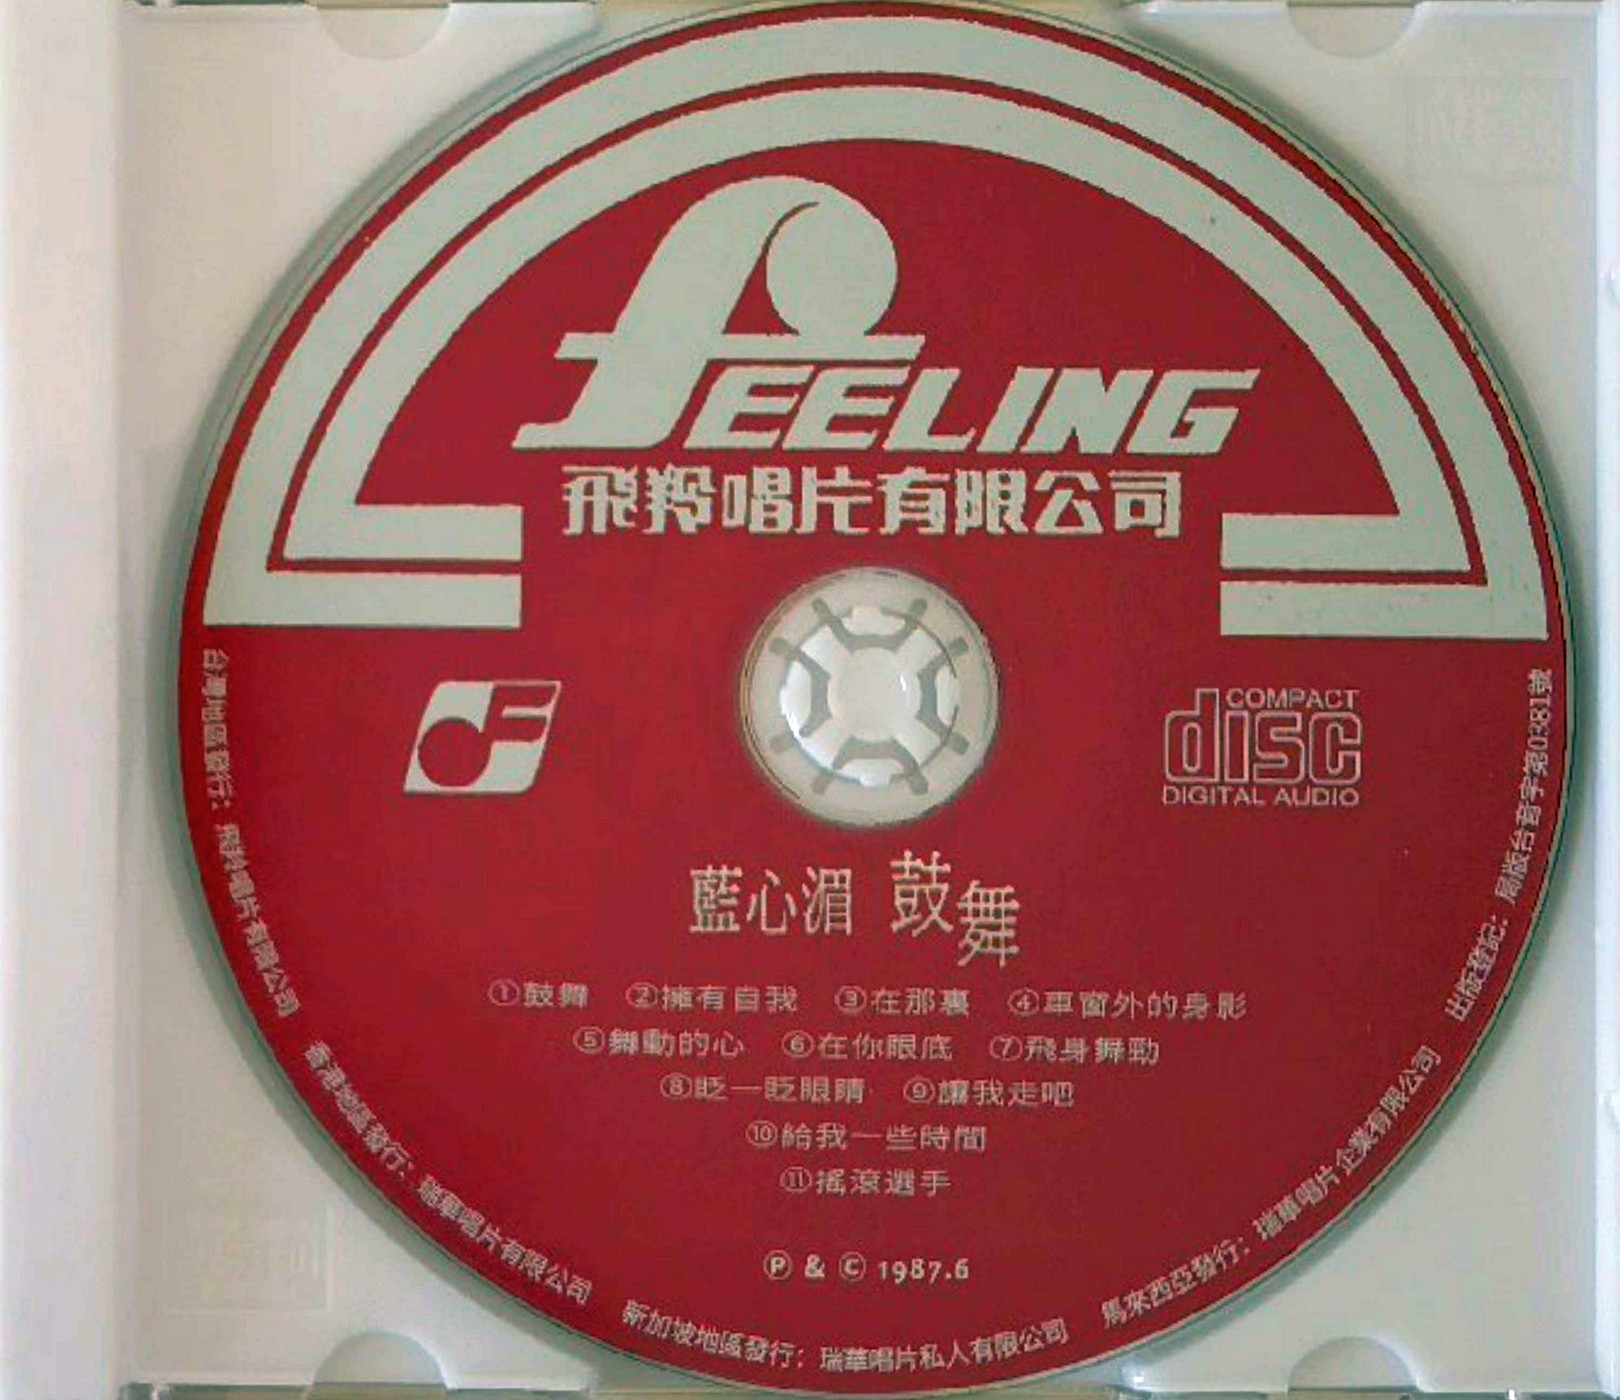 FEELING
飛羚唱片有限公司
F
COMPACT
disc
DIGITAL AUDIO
藍心湄 鼓舞
①鼓舞 ②擁有自我 ③在那裏 ④車窗外的身影
⑤舞動的心 ⑥在你眼底 ⑦飛身舞勁
⑧眨一眨眼睛 ⑨讓我走吧
⑩給我一些時間
⑪搖滾選手
Ⓟ & © 1987.6
台灣地區發行：飛羚唱片有限公司 香港地區發行：瑞華唱片有限公司 新加坡地區發行：瑞華唱片私人有限公司 馬來西亞發行：瑞華唱片企業有限公司 出版登記：局版台音字第0381號